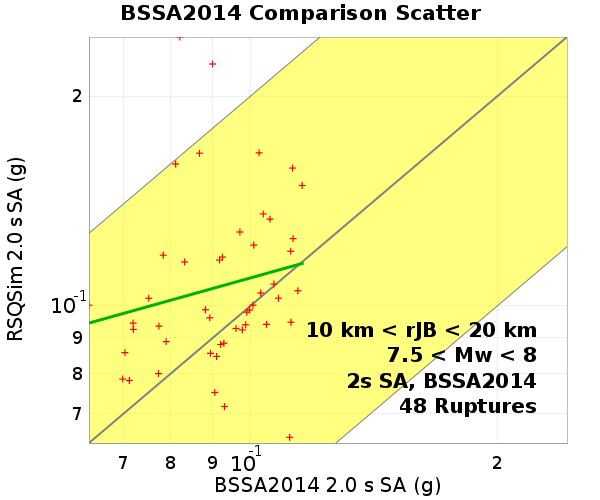 BSSA2014 Comparison Scatter
RSQSim 2.0 s SA (g)
2
10⁻¹
9
8
7
10 km < rJB < 20 km
7.5 < Mw < 8
2s SA, BSSA2014
48 Ruptures
7 8 9 10⁻¹ 2
BSSA2014 2.0 s SA (g)